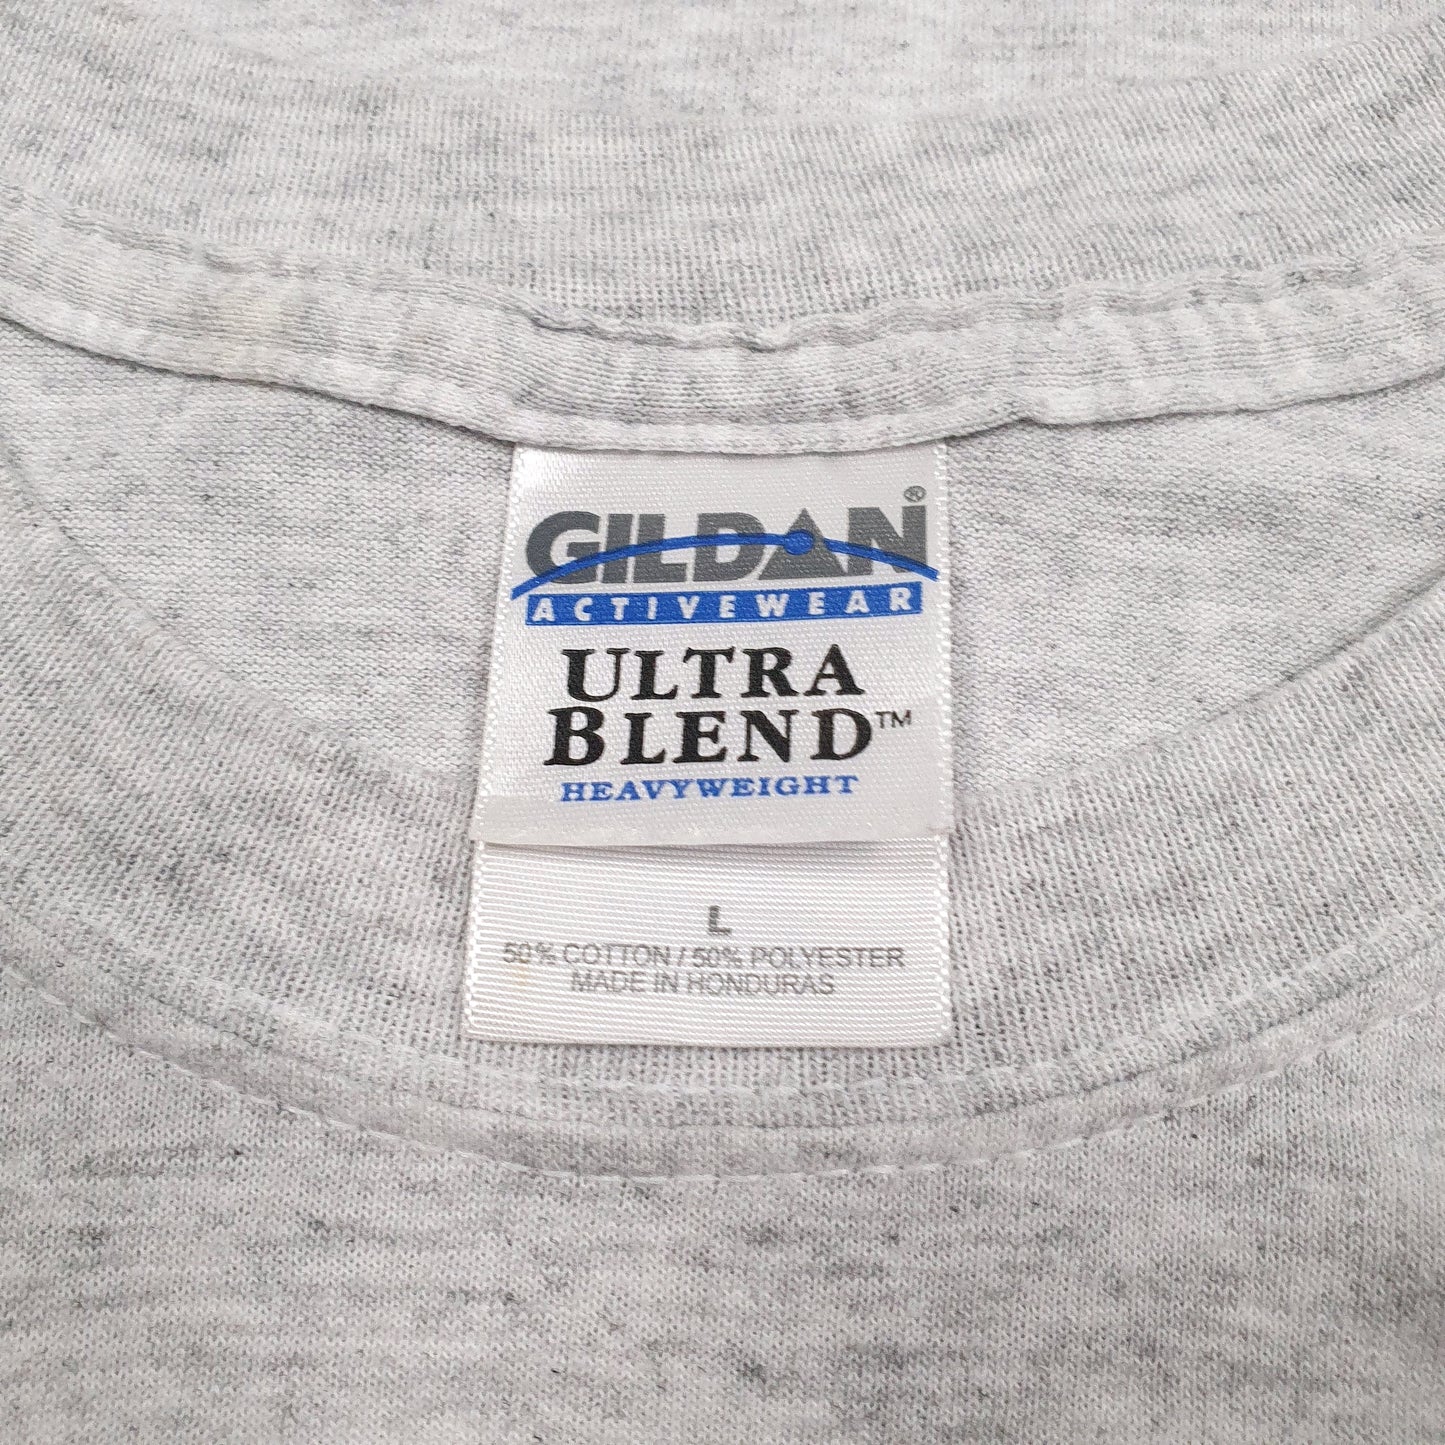 GILDAN®
ACTIVEWEAR
ULTRA
BLEND™
HEAVYWEIGHT
L
50% COTTON / 50% POLYESTER
MADE IN HONDURAS